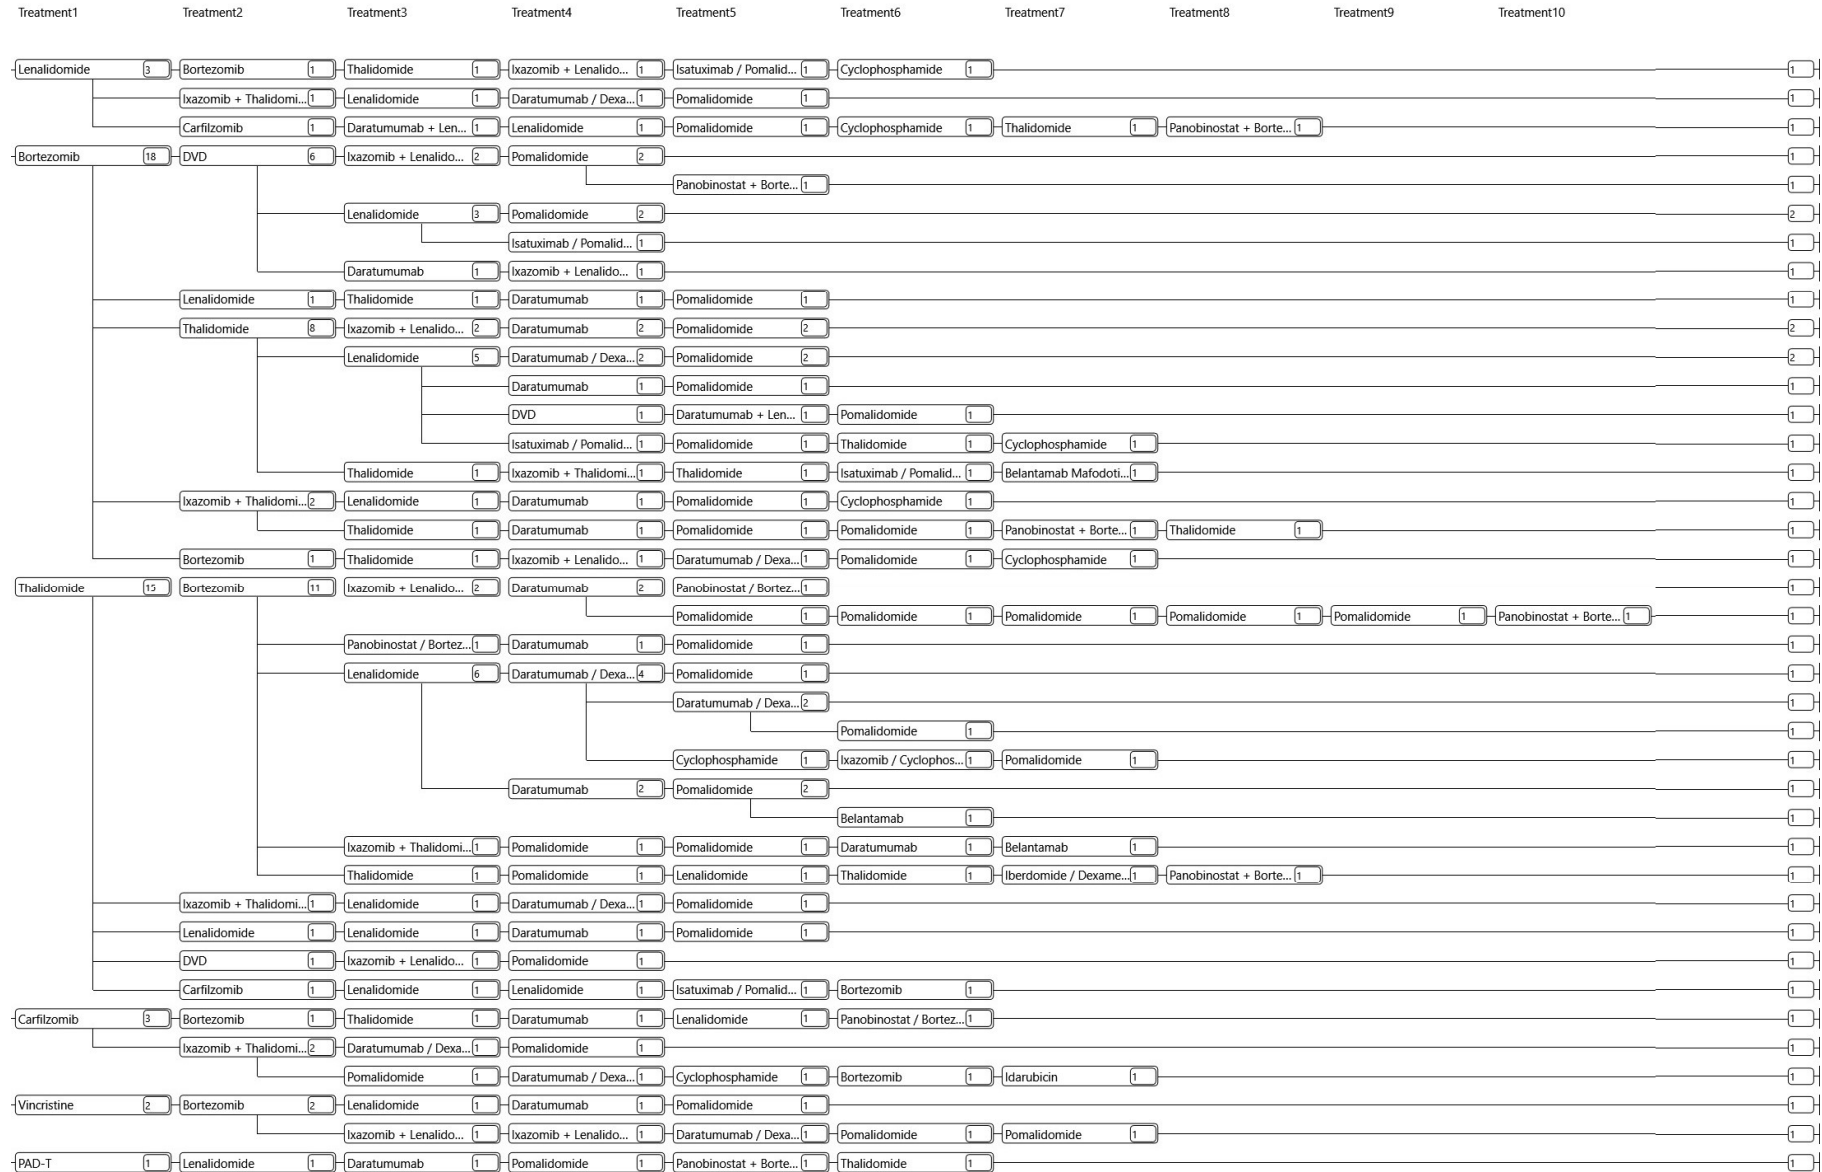 Treatment1 Treatment2 Treatment3 Treatment4 Treatment5 Treatment6 Treatment7 Treatment8 Treatment9 Treatment10
Lenalidomide 3 Bortezomib 1 Thalidomide 1 Ixazomib + Lenalido... 1 Isatuximab / Pomalid... 1 Cyclophosphamide 1 1
Ixazomib + Thalidomi... 1 Lenalidomide 1 Daratumumab / Dexa... 1 Pomalidomide 1 1
Carfilzomib 1 Daratumumab + Len... 1 Lenalidomide 1 Pomalidomide 1 Cyclophosphamide 1 Thalidomide 1 Panobinostat + Borte... 1 1
Bortezomib 18 DVD 6 Ixazomib + Lenalido... 2 Pomalidomide 2 1
Panobinostat + Borte... 1 1
Lenalidomide 3 Pomalidomide 2 2
Isatuximab / Pomalid... 1 1
Daratumumab 1 Ixazomib + Lenalido... 1 1
Lenalidomide 1 Thalidomide 1 Daratumumab 1 Pomalidomide 1 1
Thalidomide 8 Ixazomib + Lenalido... 2 Daratumumab 2 Pomalidomide 2 2
Lenalidomide 5 Daratumumab / Dexa... 2 Pomalidomide 2 2
Daratumumab 1 Pomalidomide 1 1
DVD 1 Daratumumab + Len... 1 Pomalidomide 1 1
Isatuximab / Pomalid... 1 Pomalidomide 1 Thalidomide 1 Cyclophosphamide 1 1
Thalidomide 1 Ixazomib + Thalidomi... 1 Thalidomide 1 Isatuximab / Pomalid... 1 Belantamab Mafodoti... 1 1
Ixazomib + Thalidomi... 2 Lenalidomide 1 Daratumumab 1 Pomalidomide 1 Cyclophosphamide 1 1
Thalidomide 1 Daratumumab 1 Pomalidomide 1 Pomalidomide 1 Panobinostat + Borte... 1 Thalidomide 1 1
Bortezomib 1 Thalidomide 1 Ixazomib + Lenalido... 1 Daratumumab / Dexa... 1 Pomalidomide 1 Cyclophosphamide 1 1
Thalidomide 15 Bortezomib 11 Ixazomib + Lenalido... 2 Daratumumab 2 Panobinostat / Bortez... 1 1
Pomalidomide 1 Pomalidomide 1 Pomalidomide 1 Pomalidomide 1 Pomalidomide 1 Panobinostat + Borte... 1 1
Panobinostat / Bortez... 1 Daratumumab 1 Pomalidomide 1 1
Lenalidomide 6 Daratumumab / Dexa... 4 Pomalidomide 1 1
Daratumumab / Dexa... 2 1
Pomalidomide 1 1
Cyclophosphamide 1 Ixazomib / Cyclophos... 1 Pomalidomide 1 1
Daratumumab 2 Pomalidomide 2 1
Belantamab 1 1
Ixazomib + Thalidomi... 1 Pomalidomide 1 Pomalidomide 1 Daratumumab 1 Belantamab 1 1
Thalidomide 1 Pomalidomide 1 Lenalidomide 1 Thalidomide 1 Iberdomide / Dexame... 1 Panobinostat + Borte... 1 1
Ixazomib + Thalidomi... 1 Lenalidomide 1 Daratumumab / Dexa... 1 Pomalidomide 1 1
Lenalidomide 1 Lenalidomide 1 Daratumumab 1 Pomalidomide 1 1
DVD 1 Ixazomib + Lenalido... 1 Pomalidomide 1 1
Carfilzomib 1 Lenalidomide 1 Lenalidomide 1 Isatuximab / Pomalid... 1 Bortezomib 1 1
Carfilzomib 3 Bortezomib 1 Thalidomide 1 Daratumumab 1 Lenalidomide 1 Panobinostat / Bortez... 1 1
Ixazomib + Thalidomi... 2 Daratumumab / Dexa... 1 Pomalidomide 1 1
Pomalidomide 1 Daratumumab / Dexa... 1 Cyclophosphamide 1 Bortezomib 1 Idarubicin 1 1
Vincristine 2 Bortezomib 2 Lenalidomide 1 Daratumumab 1 Pomalidomide 1 1
Ixazomib + Lenalido... 1 Ixazomib + Lenalido... 1 Daratumumab / Dexa... 1 Pomalidomide 1 Pomalidomide 1 1
PAD-T 1 Lenalidomide 1 Daratumumab 1 Pomalidomide 1 Panobinostat + Borte... 1 Thalidomide 1 1